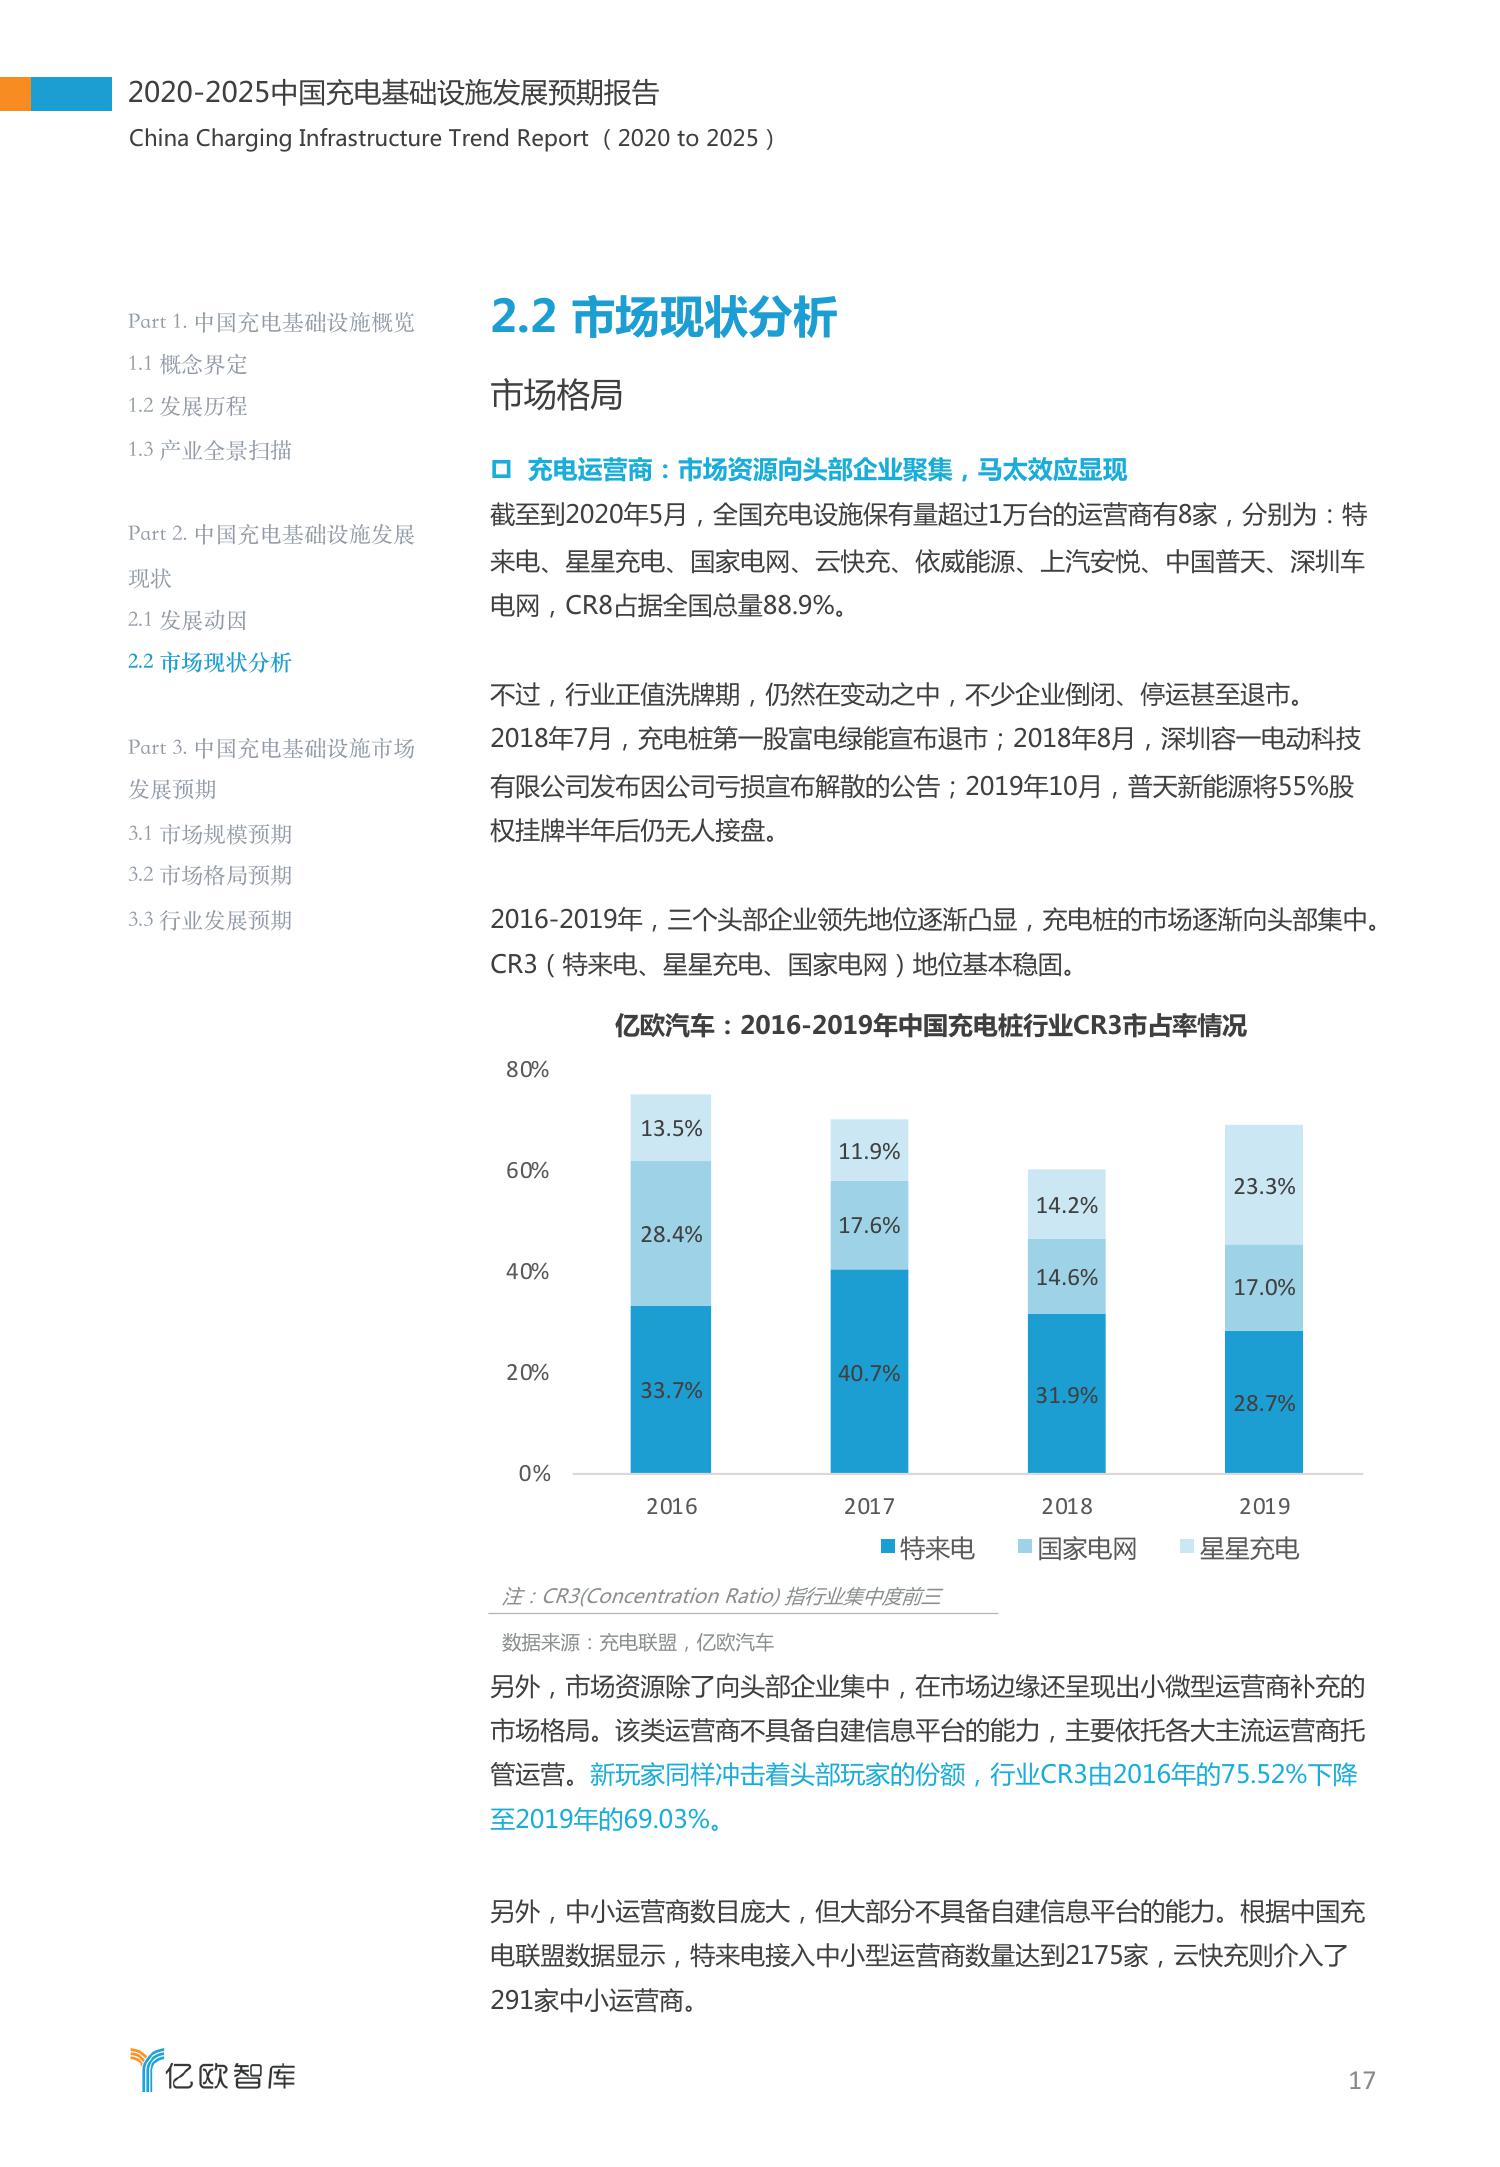 2020-2025中国充电基础设施发展预期报告
China Charging Infrastructure Trend Report（2020 to 2025）
Part 1. 中国充电基础设施概览
1.1 概念界定
1.2 发展历程
1.3 产业全景扫描
Part 2. 中国充电基础设施发展
现状
2.1 发展动因
2.2 市场现状分析
Part 3. 中国充电基础设施市场
发展预期
3.1 市场规模预期
3.2 市场格局预期
3.3 行业发展预期
2.2 市场现状分析
市场格局
充电运营商：市场资源向头部企业聚集，马太效应显现
截至到2020年5月，全国充电设施保有量超过1万台的运营商有8家，分别为：特
来电、星星充电、国家电网、云快充、依威能源、上汽安悦、中国普天、深圳车
电网，CR8占据全国总量88.9%。
不过，行业正值洗牌期，仍然在变动之中，不少企业倒闭、停运甚至退市。
2018年7月，充电桩第一股富电绿能宣布退市；2018年8月，深圳容一电动科技
有限公司发布因公司亏损宣布解散的公告；2019年10月，普天新能源将55%股
权挂牌半年后仍无人接盘。
2016-2019年，三个头部企业领先地位逐渐凸显，充电桩的市场逐渐向头部集中。
CR3（特来电、星星充电、国家电网）地位基本稳固。
亿欧汽车：2016-2019年中国充电桩行业CR3市占率情况
80%
60%
40%
20%
0%
13.5%
28.4%
33.7%
11.9%
17.6%
40.7%
14.2%
14.6%
31.9%
23.3%
17.0%
28.7%
2016 2017 2018 2019
特来电 国家电网 星星充电
注：CR3(Concentration Ratio) 指行业集中度前三
数据来源：充电联盟，亿欧汽车
另外，市场资源除了向头部企业集中，在市场边缘还呈现出小微型运营商补充的
市场格局。该类运营商不具备自建信息平台的能力，主要依托各大主流运营商托
管运营。新玩家同样冲击着头部玩家的份额，行业CR3由2016年的75.52%下降
至2019年的69.03%。
另外，中小运营商数目庞大，但大部分不具备自建信息平台的能力。根据中国充
电联盟数据显示，特来电接入中小型运营商数量达到2175家，云快充则介入了
291家中小运营商。
亿欧智库
17